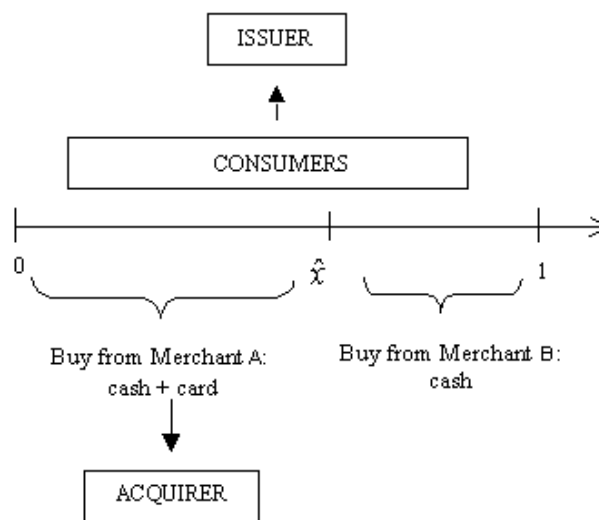 ISSUER
CONSUMERS
0
x̂
1
Buy from Merchant A:
cash + card
Buy from Merchant B:
cash
ACQUIRER